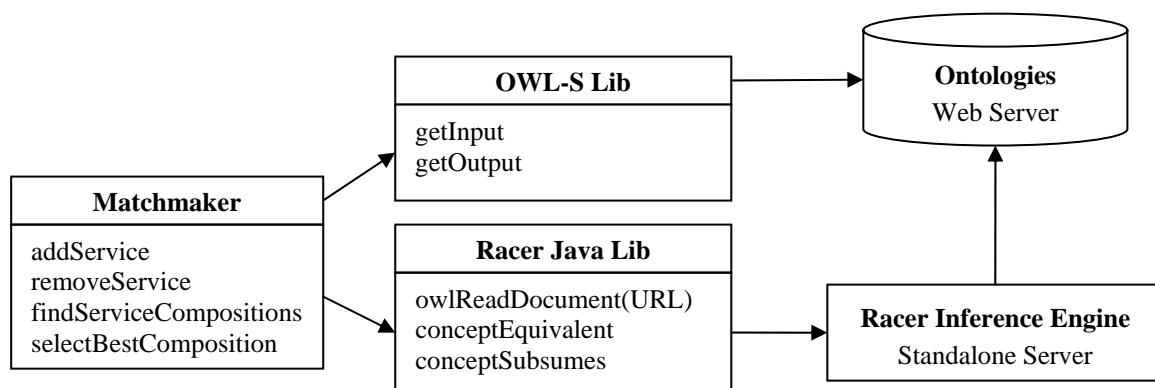 Matchmaker
addService
removeService
findServiceCompositions
selectBestComposition
OWL-S Lib
getInput
getOutput
Racer Java Lib
owlReadDocument(URL)
conceptEquivalent
conceptSubsumes
Ontologies
Web Server
Racer Inference Engine
Standalone Server